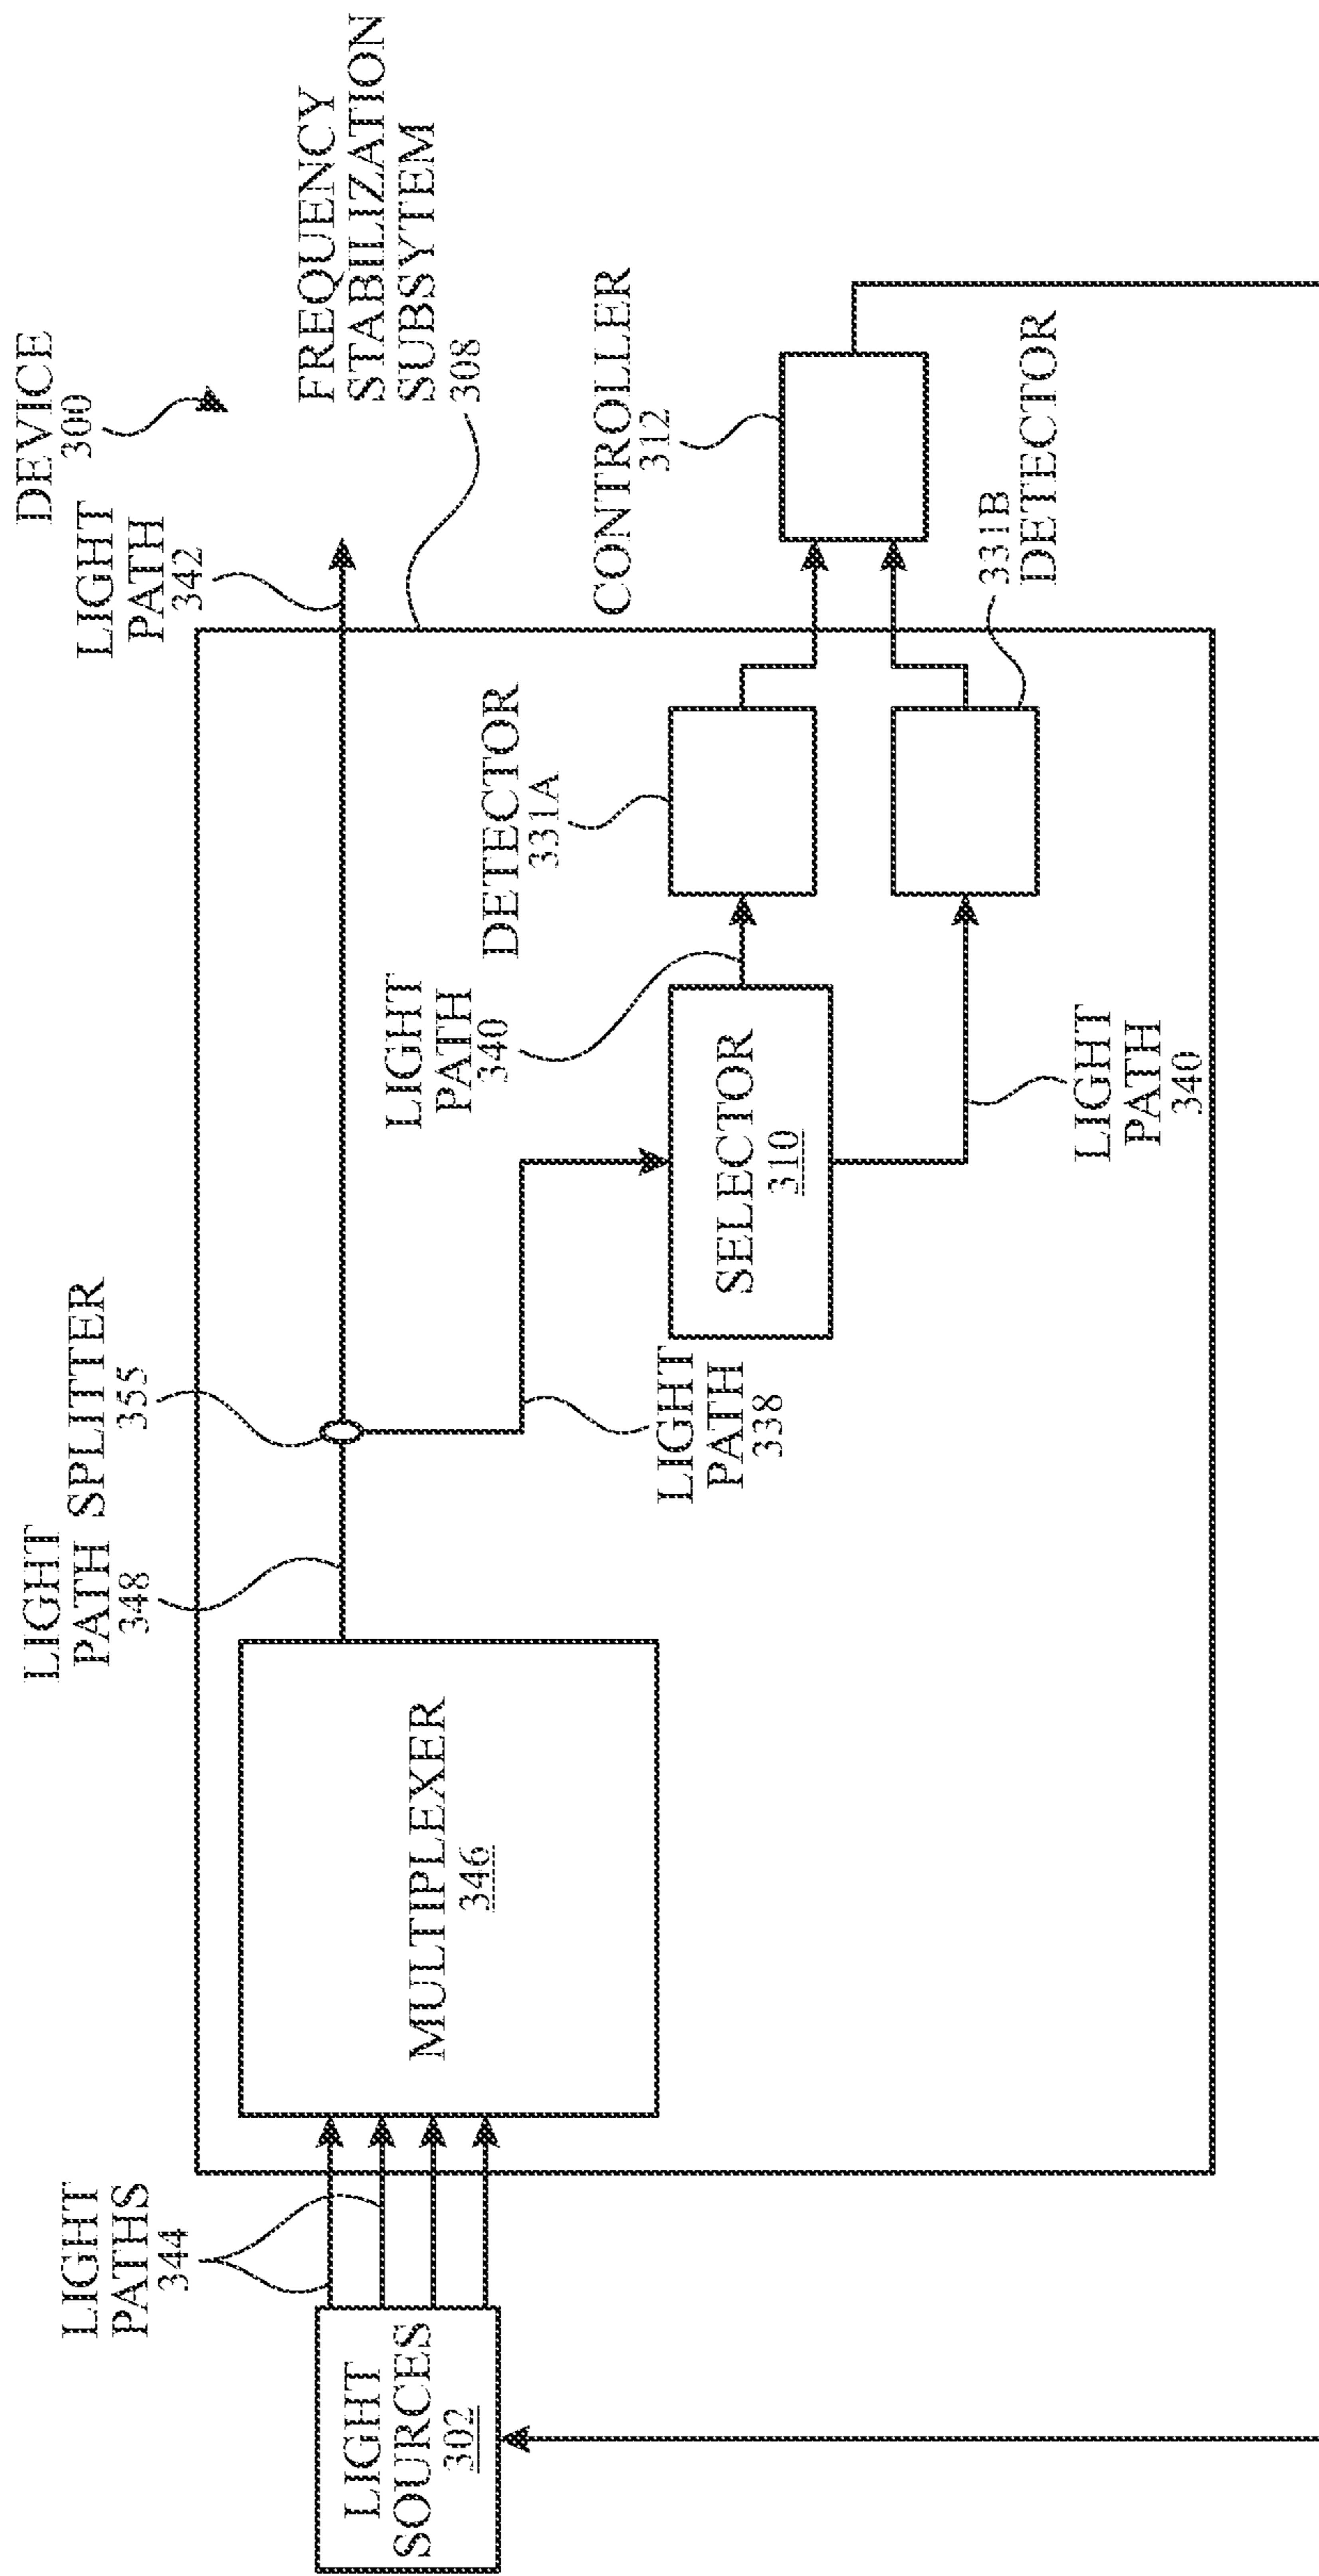 DEVICE
300
LIGHT
PATH
342
FREQUENCY
STABILIZATION
SUBSYTEM
308
LIGHT
PATH
348
SPLITTER
355
LIGHT
PATHS
344
LIGHT
SOURCES
302
MULTIPLEXER
346
LIGHT
PATH
338
SELECTOR
310
LIGHT
PATH
340
DETECTOR
331A
LIGHT
PATH
340
CONTROLLER
312
331B
DETECTOR